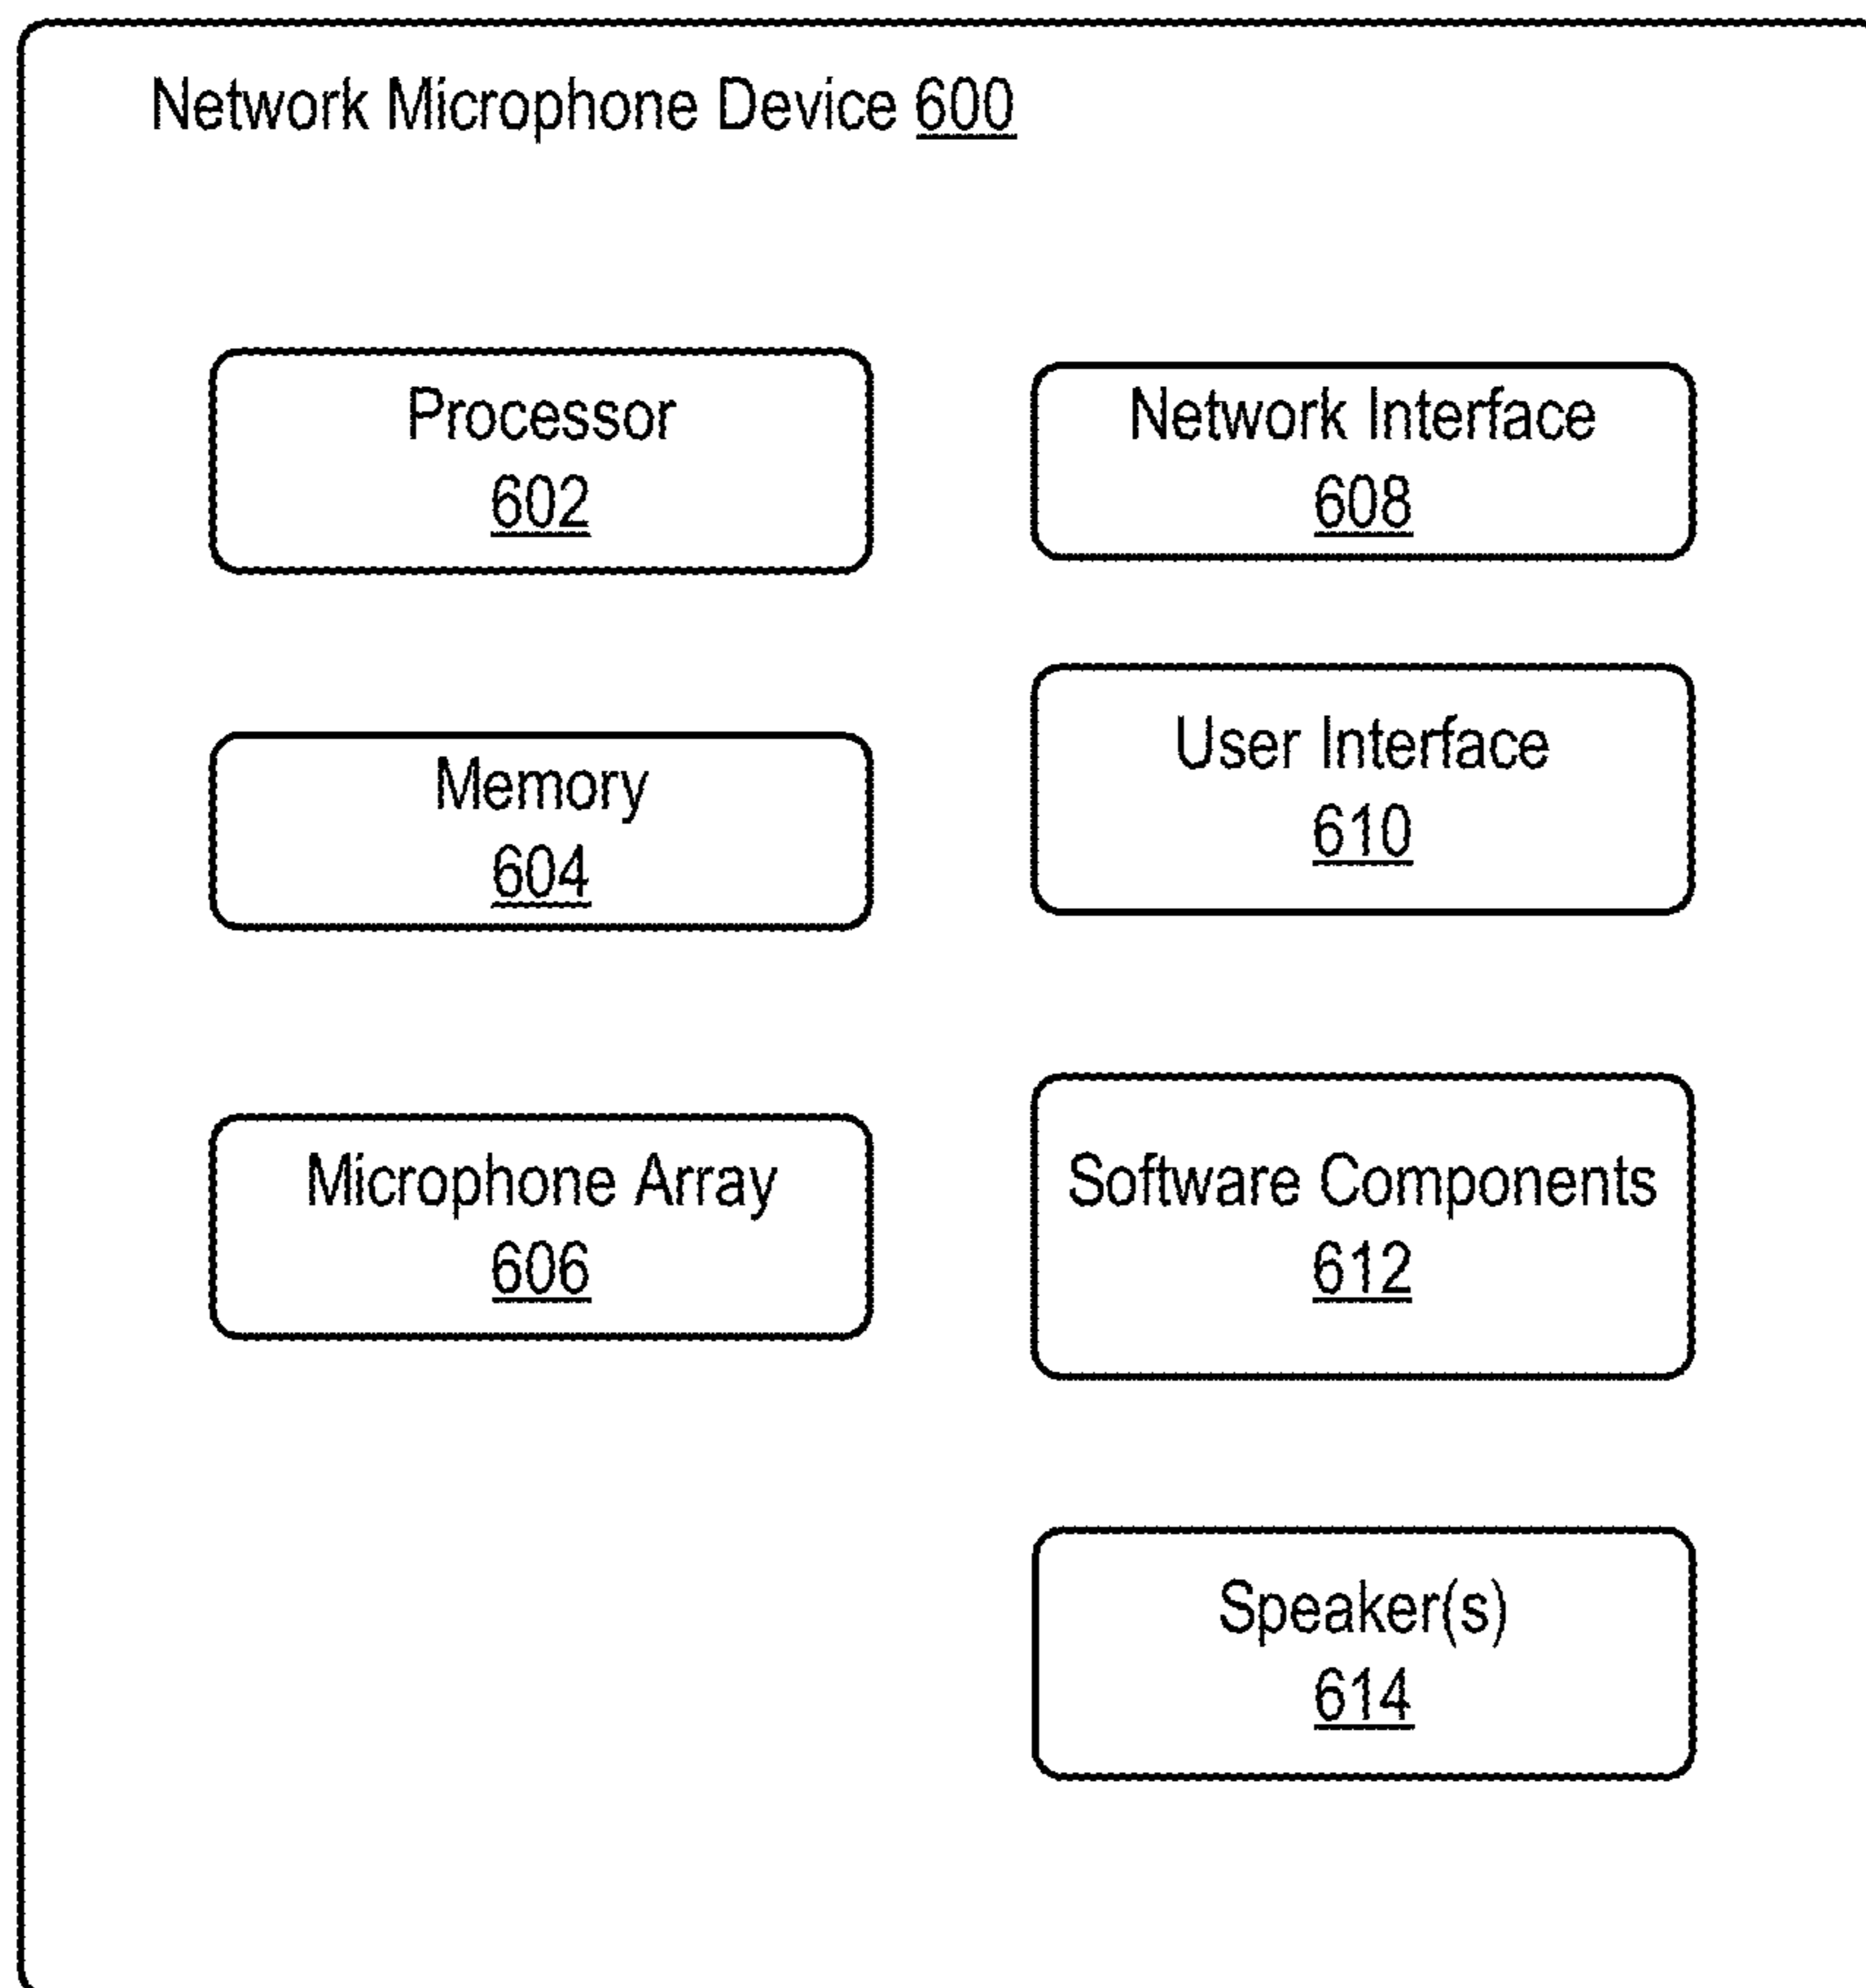 Network Microphone Device 600
Processor
602
Network Interface
608
Memory
604
User Interface
610
Microphone Array
606
Software Components
612
Speaker(s)
614